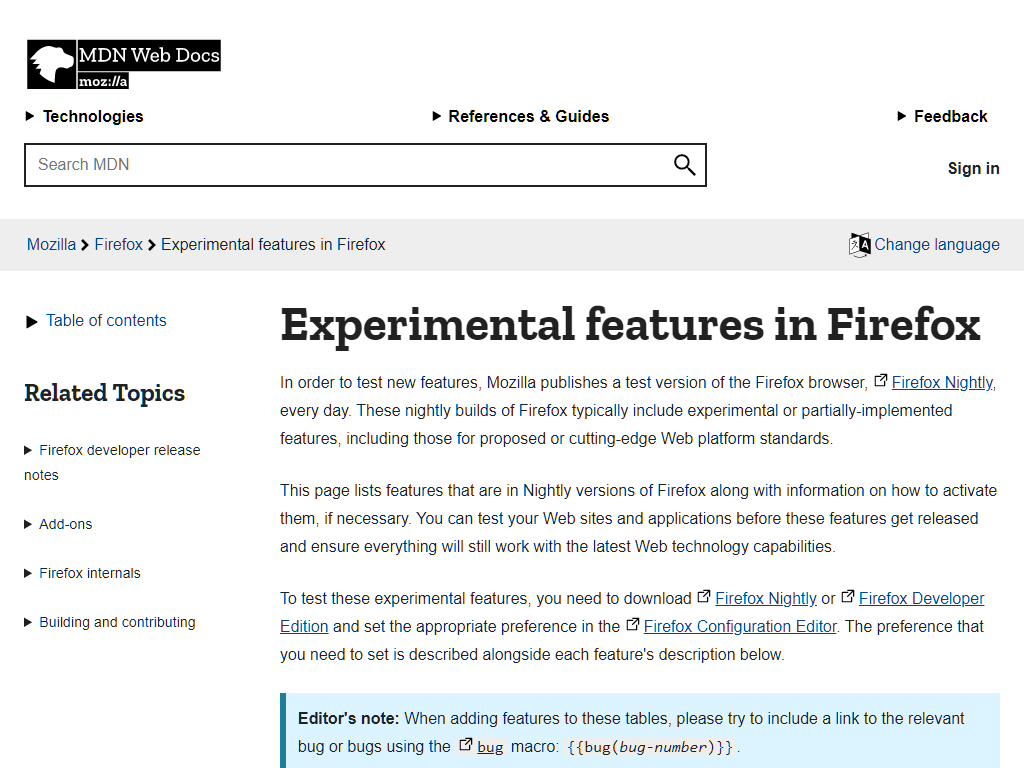 MDN Web Docs
moz://a
Technologies
References & Guides
Feedback
Search MDN
Sign in
Mozilla
Firefox
Experimental features in Firefox
Change language
Table of contents
Related Topics
Firefox developer release
notes
Add-ons
Firefox internals
Building and contributing
Experimental features in Firefox
In order to test new features, Mozilla publishes a test version of the Firefox browser, Firefox Nightly,
every day. These nightly builds of Firefox typically include experimental or partially-implemented
features, including those for proposed or cutting-edge Web platform standards.
This page lists features that are in Nightly versions of Firefox along with information on how to activate
them, if necessary. You can test your Web sites and applications before these features get released
and ensure everything will still work with the latest Web technology capabilities.
To test these experimental features, you need to download Firefox Nightly or Firefox Developer
Edition and set the appropriate preference in the Firefox Configuration Editor. The preference that
you need to set is described alongside each feature's description below.
Editor's note: When adding features to these tables, please try to include a link to the relevant
bug or bugs using the bug macro: {{bug(bug-number)}}.